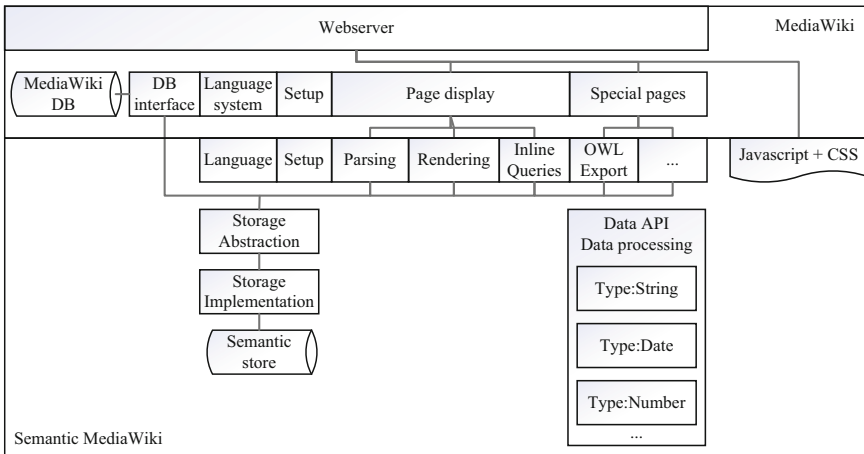 Webserver
MediaWiki
MediaWiki
DB
DB
interface
Language
system
Setup
Page display
Special pages
Language
Setup
Parsing
Rendering
Inline
Queries
OWL
Export
...
Javascript + CSS
Storage
Abstraction
Storage
Implementation
Semantic
store
Data API
Data processing
Type:String
Type:Date
Type:Number
...
Semantic MediaWiki